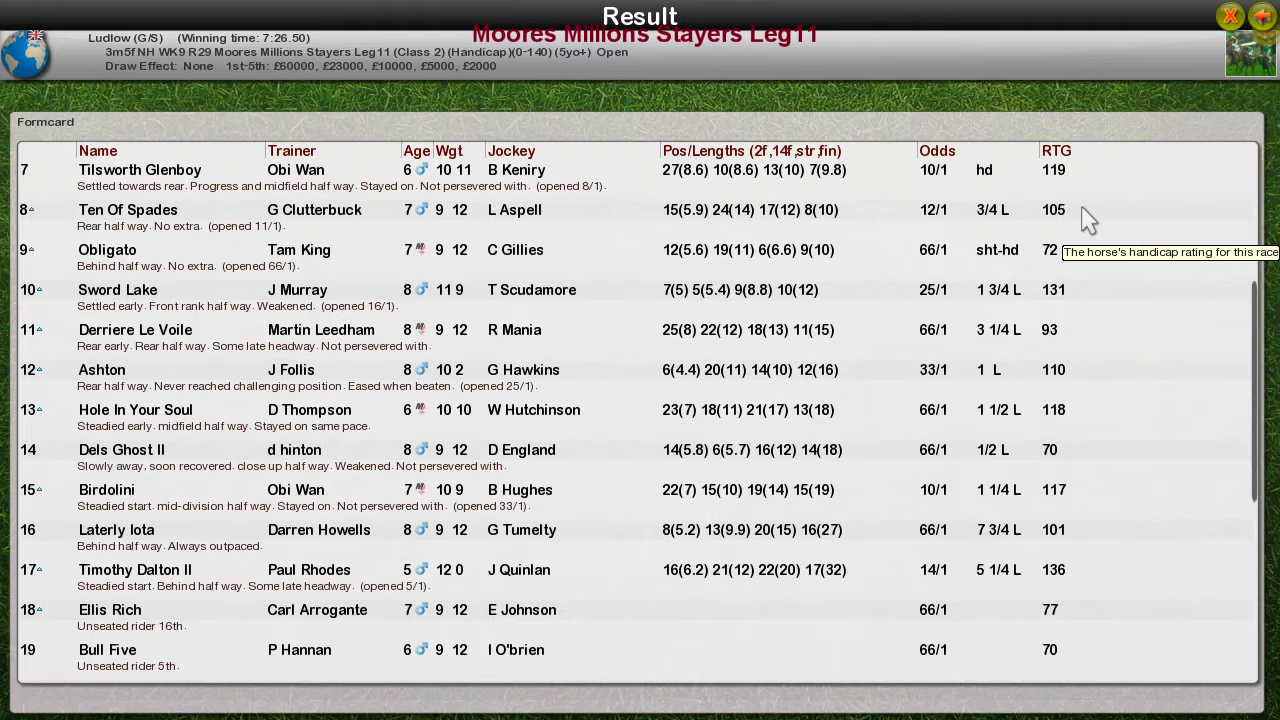 Result
Moores Millions Stayers Leg11
Ludlow (G/S) (Winning time: 7:26.50)
3m5f NH WK9 R29 Moores Millions Stayers Leg11 (Class 2) (Handicap)(0-140) (5yo+) Open
Draw Effect: None 1st-5th: £60000, £23000, £10000, £5000, £2000
Formcard
Name Trainer Age Wgt Jockey Pos/Lengths (2f,14f,str,fin) Odds RTG
7 Tilsworth Glenboy Obi Wan 6 10 11 B Keniry 27(8.6) 10(8.6) 13(10) 7(9.8) 10/1 hd 119
Settled towards rear. Progress and midfield half way. Stayed on. Not persevered with. (opened 8/1).
8 Ten Of Spades G Clutterbuck 7 9 12 L Aspell 15(5.9) 24(14) 17(12) 8(10) 12/1 3/4 L 105
Rear half way. No extra. (opened 11/1).
9 Obligato Tam King 7 9 12 C Gillies 12(5.6) 19(11) 6(6.6) 9(10) 66/1 sht-hd 72
The horse's handicap rating for this race
Behind half way. No extra. (opened 66/1).
10 Sword Lake J Murray 8 11 9 T Scudamore 7(5) 5(5.4) 9(8.8) 10(12) 25/1 1 3/4 L 131
Settled early. Front rank half way. Weakened. (opened 16/1).
11 Derriere Le Voile Martin Leedham 8 9 12 R Mania 25(8) 22(12) 18(13) 11(15) 66/1 3 1/4 L 93
Rear early. Rear half way. Some late headway. Not persevered with.
12 Ashton J Follis 8 10 2 G Hawkins 6(4.4) 20(11) 14(10) 12(16) 33/1 1 L 110
Rear half way. Never reached challenging position. Eased when beaten. (opened 25/1).
13 Hole In Your Soul D Thompson 6 10 10 W Hutchinson 23(7) 18(11) 21(17) 13(18) 66/1 1 1/2 L 118
Steadied early. midfield half way. Stayed on same pace.
14 Dels Ghost II d hinton 8 9 12 D England 14(5.8) 6(5.7) 16(12) 14(18) 66/1 1/2 L 70
Slowly away, soon recovered. close up half way. Weakened. Not persevered with.
15 Birdolini Obi Wan 7 10 9 B Hughes 22(7) 15(10) 19(14) 15(19) 10/1 1 1/4 L 117
Steadied start. mid-division half way. Stayed on. Not persevered with. (opened 33/1).
16 Laterly Iota Darren Howells 8 9 12 G Tumelty 8(5.2) 13(9.9) 20(15) 16(27) 66/1 7 3/4 L 101
Behind half way. Always outpaced.
17 Timothy Dalton II Paul Rhodes 5 12 0 J Quinlan 16(6.2) 21(12) 22(20) 17(32) 14/1 5 1/4 L 136
Steadied start. Behind half way. Some late headway. (opened 5/1).
18 Ellis Rich Carl Arrogante 7 9 12 E Johnson 66/1 77
Unseated rider 16th.
19 Bull Five P Hannan 6 9 12 I O'brien 66/1 70
Unseated rider 5th.